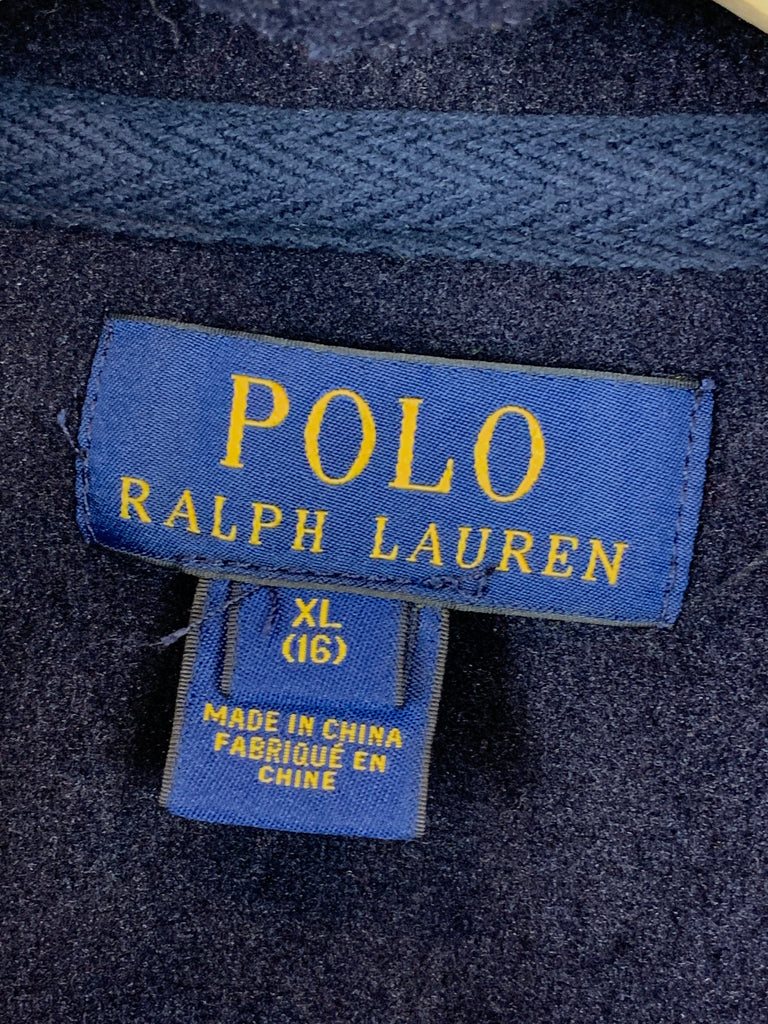 POLO
RALPH LAUREN
XL
(16)
MADE IN CHINA
FABRIQUÉ EN
CHINE